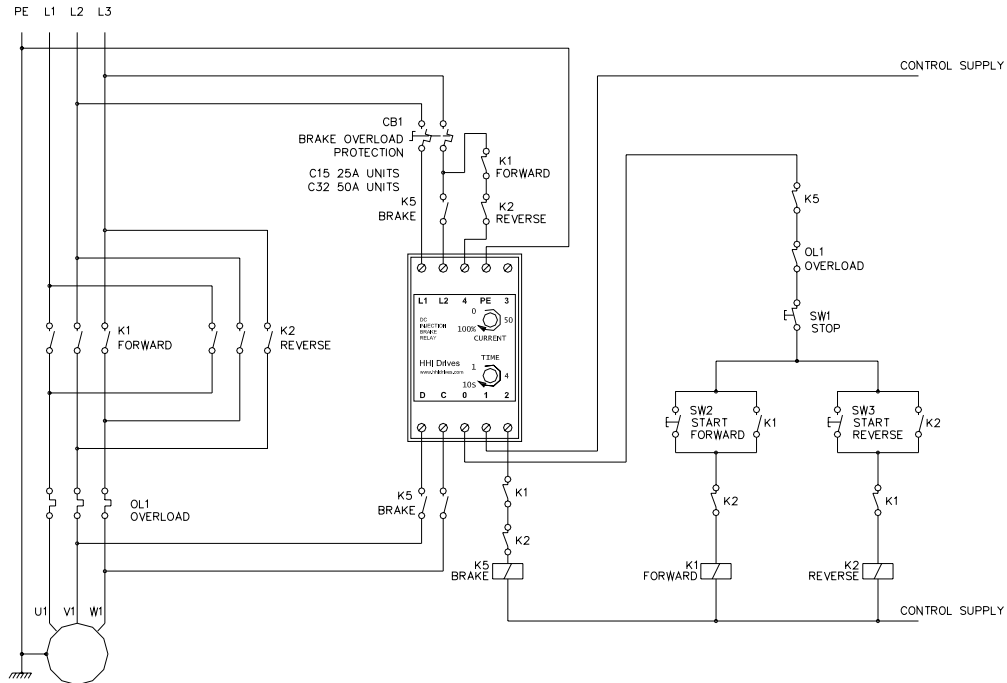 PE L1 L2 L3
CONTROL SUPPLY
CB1
BRAKE OVERLOAD
PROTECTION
C15 25A UNITS
C32 50A UNITS
K1
FORWARD
K5
BRAKE
K2
REVERSE
K5
OL1
OVERLOAD
SW1
STOP
K1
FORWARD
K2
REVERSE
L1 L2 4 PE 3
DC
INJECTION
BRAKE
RELAY
0
50
100%
CURRENT
HHJ Drives
www.hhjdrives.com
TIME
1
4
10S
D C 0 1 2
SW2
START
FORWARD
K1
SW3
START
REVERSE
K2
OL1
OVERLOAD
K5
BRAKE
K1
K2
K2
K1
K5
BRAKE
K1
FORWARD
K2
REVERSE
CONTROL SUPPLY
U1 V1 W1